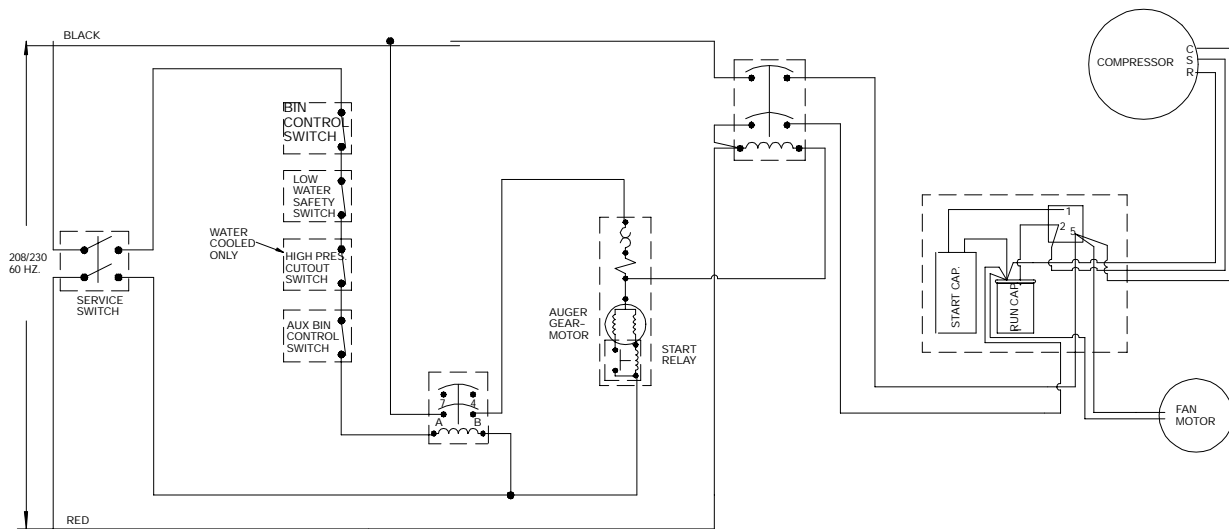 BLACK
COMPRESSOR
C
S
R
BIN
CONTROL
SWITCH
LOW
WATER
SAFETY
SWITCH
WATER
COOLED
ONLY
HIGH PRES.
CUTOUT
SWITCH
208/230
60 HZ.
SERVICE
SWITCH
AUX BIN
CONTROL
SWITCH
AUGER
GEAR-
MOTOR
START
RELAY
1
2
5
START CAP.
RUN CAP.
7 4
A B
FAN
MOTOR
RED